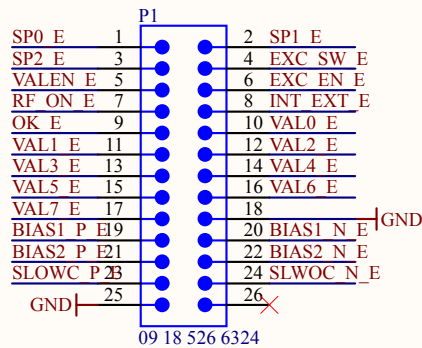 P1
SP0_E 1 2 SP1_E
SP2_E 3 4 EXC_SW_E
VALEN_E 5 6 EXC_EN_E
RF_ON_E 7 8 INT_EXT_E
OK_E 9 10 VAL0_E
VAL1_E 11 12 VAL2_E
VAL3_E 13 14 VAL4_E
VAL5_E 15 16 VAL6_E
VAL7_E 17 18 GND
BIAS1_P_E 19 20 BIAS1_N_E
BIAS2_P_E 21 22 BIAS2_N_E
SLOWC_P_E 23 24 SLWOC_N_E
GND 25 26
09 18 526 6324